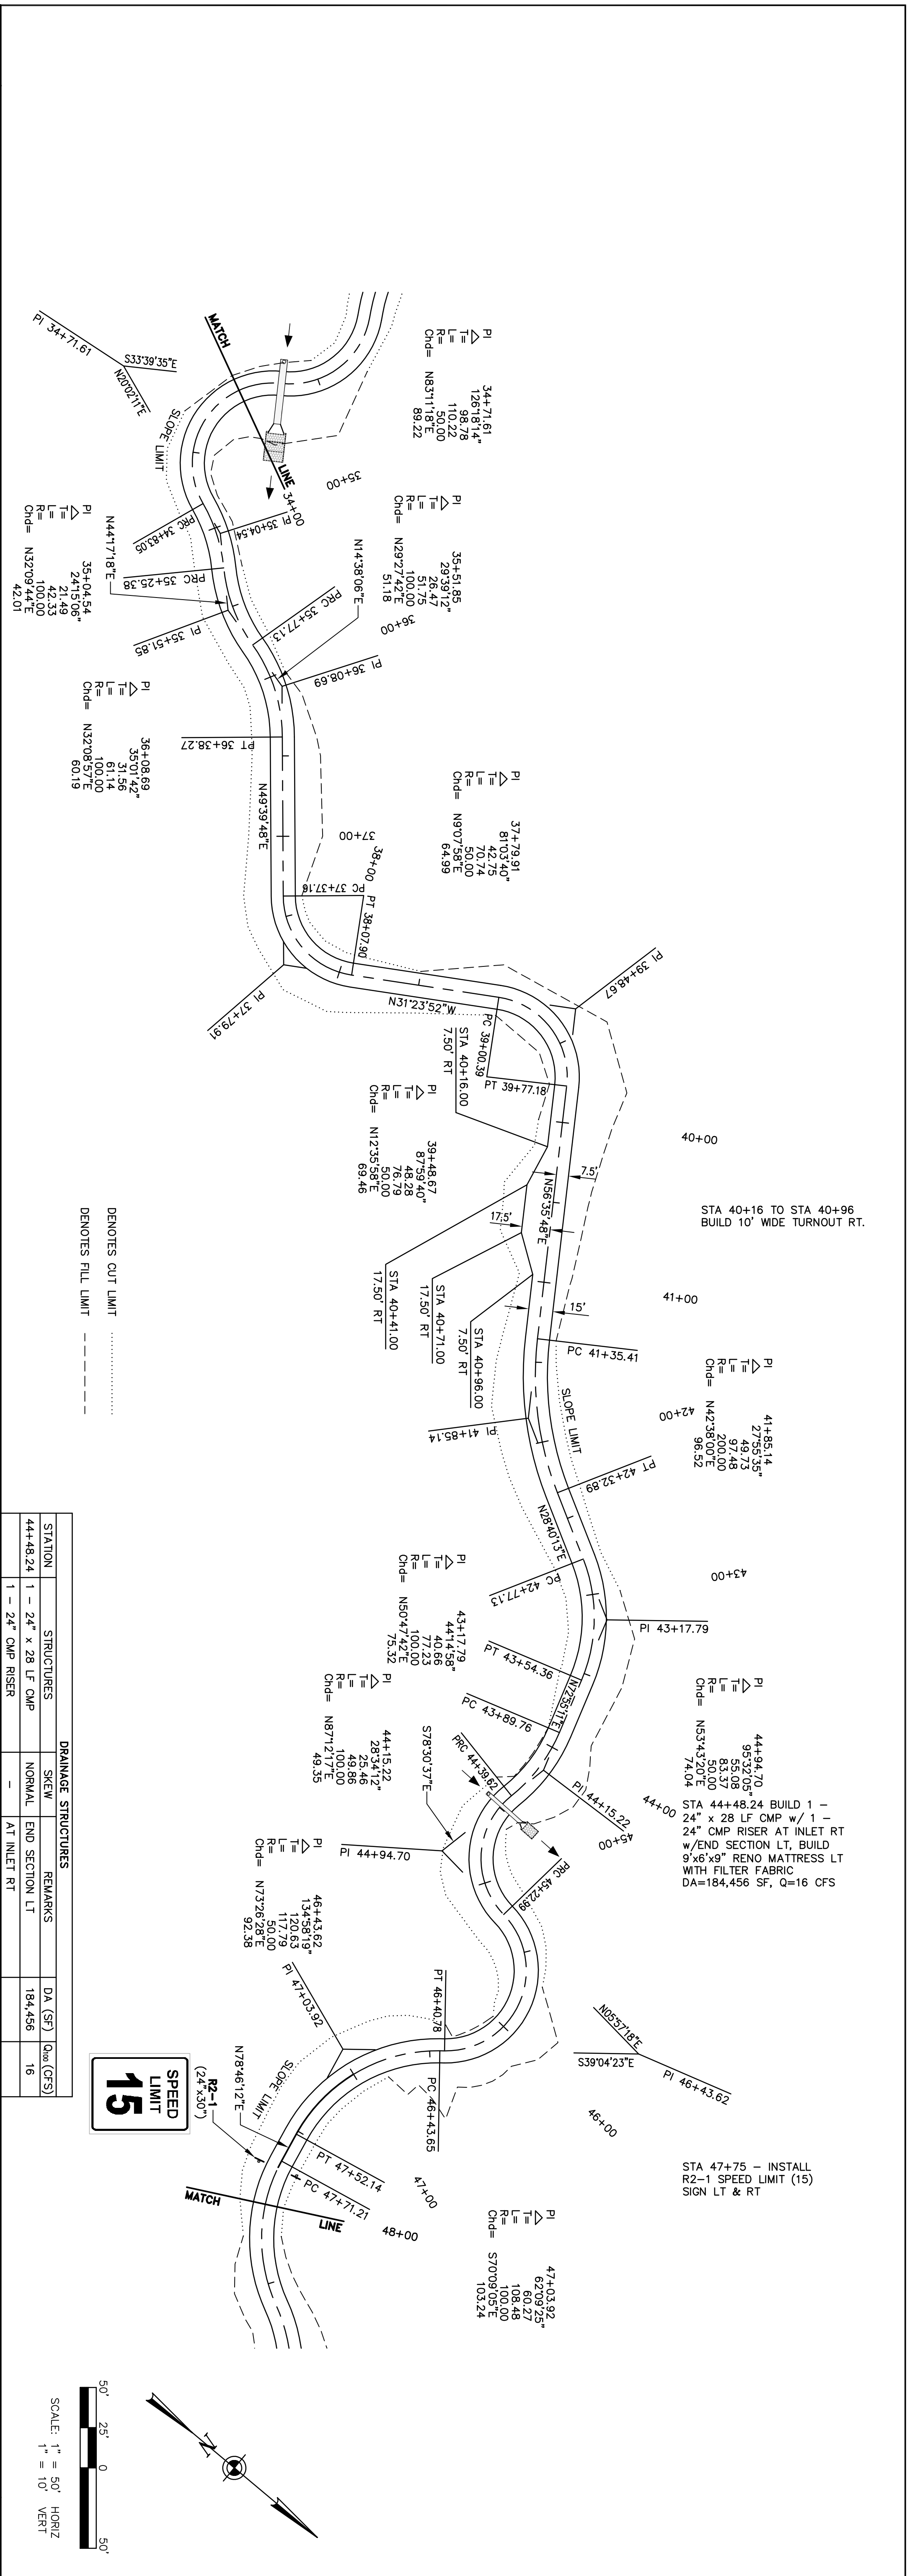 PI 34+71.61
△ 126°18'14"
T= 98.78
L= 110.22
R= 50.00
Chd= N83°11'18"E
89.22
PI 35+51.85
△ 29°39'12"
T= 26.47
L= 51.75
R= 100.00
Chd= N29°27'42"E
51.18
PI 37+79.91
△ 81°03'40"
T= 42.75
L= 70.74
R= 50.00
Chd= N9°07'58"E
64.99
PI 39+48.67
△ 87°59'40"
T= 48.28
L= 76.79
R= 50.00
Chd= N12°35'58"E
69.46
PI 41+85.14
△ 27°55'35"
T= 49.73
L= 97.48
R= 200.00
Chd= N42°38'00"E
96.52
PI 43+17.79
△ 44°14'58"
T= 40.66
L= 77.23
R= 100.00
Chd= N50°47'42"E
75.32
PI 44+15.22
△ 28°34'12"
T= 25.46
L= 49.86
R= 100.00
Chd= N87°12'17"E
49.35
PI 44+94.70
△ 95°32'05"
T= 55.08
L= 83.37
R= 50.00
Chd= N53°43'20"E
74.04
PI 46+43.62
△ 134°58'19"
T= 120.63
L= 117.79
R= 50.00
Chd= N73°26'28"E
92.38
PI 47+03.92
△ 62°09'25"
T= 60.27
L= 108.48
R= 100.00
Chd= S70°09'05"E
103.24
PI 35+04.54
△ 24°15'06"
T= 21.49
L= 42.33
R= 100.00
Chd= N32°09'44"E
42.01
PI 36+08.69
△ 35°01'42"
T= 31.56
L= 61.14
R= 100.00
Chd= N32°08'57"E
60.19
MATCH
LINE
34+00
35+00
36+00
37+00
38+00
40+00
41+00
42+00
43+00
44+00
45+00
46+00
47+00
48+00
PI 34+71.61
S33°39'35"E
N20°02'11"E
SLOPE
LIMIT
PRC 34+83.05
PI 35+04.54
PRC 35+25.38
N44°17'18"E
PI 35+51.85
PRC 35+77.13
N14°38'06"E
PI 36+08.69
PT 36+38.27
N49°39'48"E
PC 37+37.16
PT 38+07.90
PI 37+79.91
N31°23'52"W
PI 39+48.67
PC 39+00.39
PT 39+77.18
STA 40+16.00
7.50' RT
7.5'
N56°35'48"E
17.5'
15'
STA 40+41.00
17.50' RT
STA 40+71.00
17.50' RT
STA 40+96.00
7.50' RT
STA 40+16 TO STA 40+96
BUILD 10' WIDE TURNOUT RT.
PC 41+35.41
PI 41+85.14
SLOPE LIMIT
PT 42+32.89
N28°40'13"E
PC 42+77.13
PI 43+17.79
PT 43+54.36
N72°55'11"E
PC 43+89.76
PI 44+15.22
PRC 44+39.62
S78°30'37"E
PI 44+94.70
PRC 45+22.99
STA 44+48.24 BUILD 1 –
24" x 28 LF CMP w/ 1 –
24" CMP RISER AT INLET RT
w/END SECTION LT, BUILD
9'x6'x9" RENO MATTRESS LT
WITH FILTER FABRIC
DA=184,456 SF, Q=16 CFS
N05°57'18"E
S39°04'23"E
PI 46+43.62
PT 46+40.78
PC 46+43.65
PI 47+03.92
SLOPE LIMIT
N78°46'12"E
PT 47+52.14
PC 47+71.21
MATCH
LINE
STA 47+75 – INSTALL
R2-1 SPEED LIMIT (15)
SIGN LT & RT
R2-1
(24"x30")
SPEED
LIMIT
15
DENOTES CUT LIMIT
DENOTES FILL LIMIT
DRAINAGE STRUCTURES
STATION STRUCTURES SKEW REMARKS DA (SF) Q100 (CFS)
44+48.24 1 – 24" x 28 LF CMP NORMAL END SECTION LT 184,456 16
1 – 24" CMP RISER – AT INLET RT
N
50' 25' 0 50'
SCALE: 1" = 50' HORIZ
1" = 10' VERT